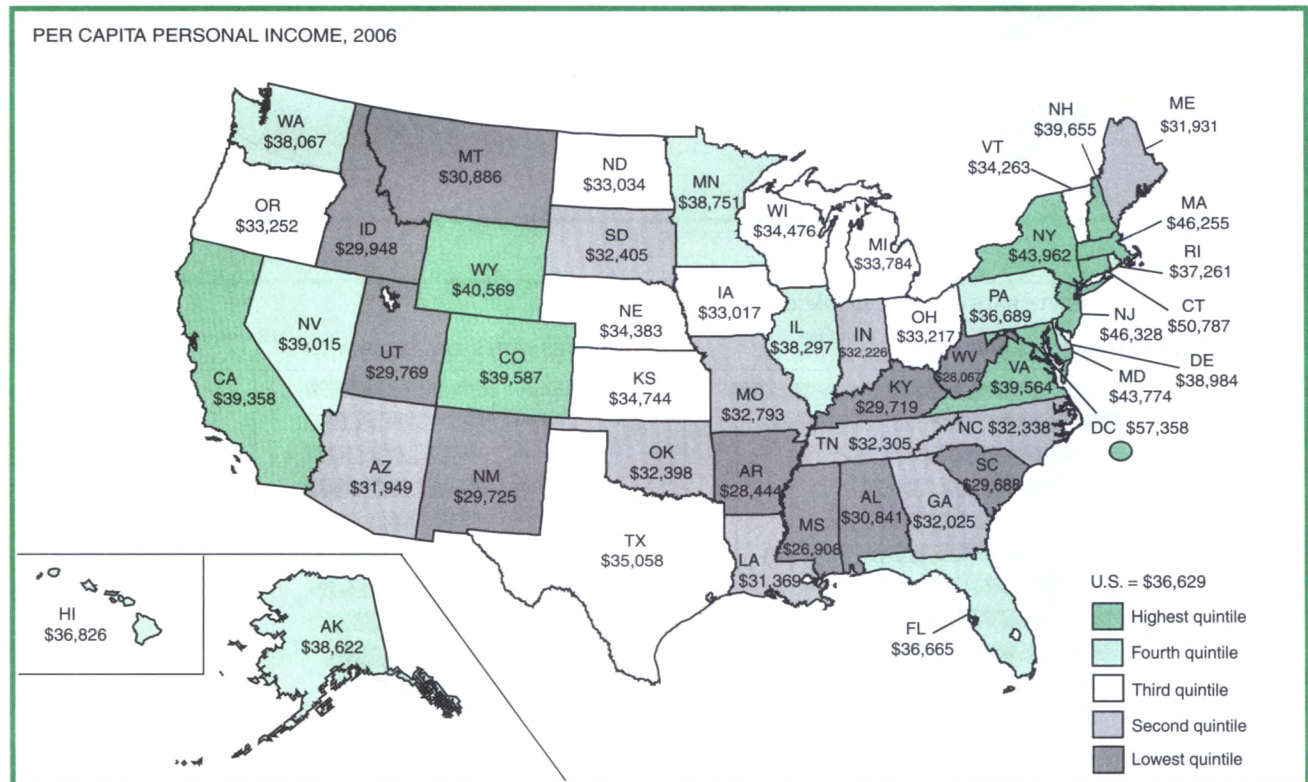 PER CAPITA PERSONAL INCOME, 2006
WA
$38,067
OR
$33,252
CA
$39,358
NV
$39,015
ID
$29,948
MT
$30,886
WY
$40,569
UT
$29,769
CO
$39,587
AZ
$31,949
NM
$29,725
ND
$33,034
SD
$32,405
NE
$34,383
KS
$34,744
OK
$32,398
TX
$35,058
MN
$38,751
IA
$33,017
MO
$32,793
AR
$28,444
LA
$31,369
WI
$34,476
IL
$38,297
MI
$33,784
IN
$32,226
OH
$33,217
KY
$29,719
TN $32,305
MS
$26,908
AL
$30,841
GA
$32,025
SC
$29,688
NC $32,338
WV
$28,067
VA
$39,564
PA
$36,689
NY
$43,962
VT
$34,263
NH
$39,655
ME
$31,931
MA
$46,255
RI
$37,261
CT
$50,787
NJ
$46,328
DE
$38,984
MD
$43,774
DC $57,358
FL
$36,665
HI
$36,826
AK
$38,622
U.S. = $36,629
Highest quintile
Fourth quintile
Third quintile
Second quintile
Lowest quintile